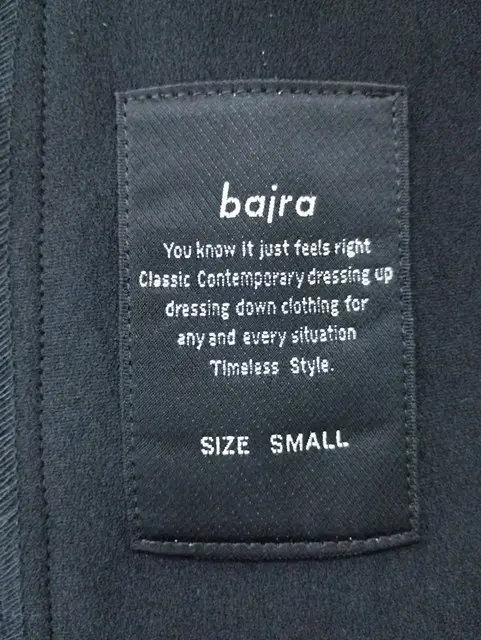 bajra
You know it just feels right
Classic Contemporary dressing up
dressing down clothing for
any and every situation
Timeless Style.
SIZE SMALL